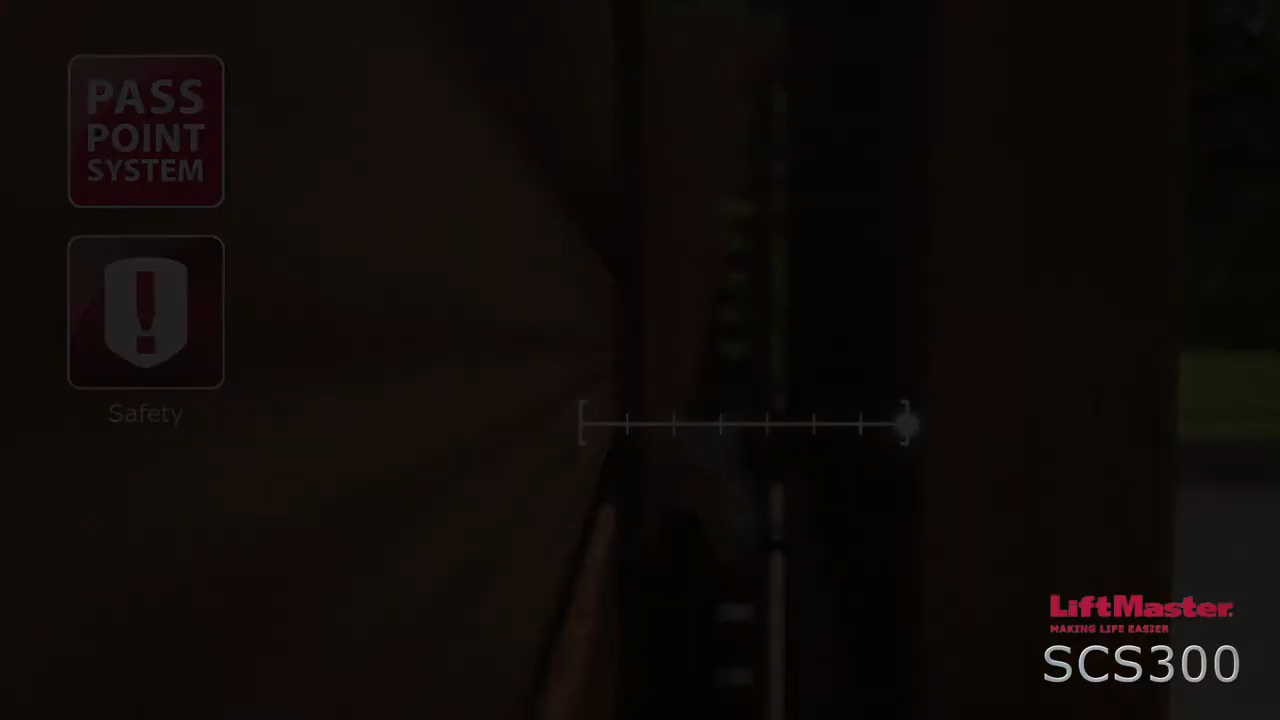 PASS
POINT
SYSTEM
Safety
LiftMaster.
MAKING LIFE EASIER
SCS300